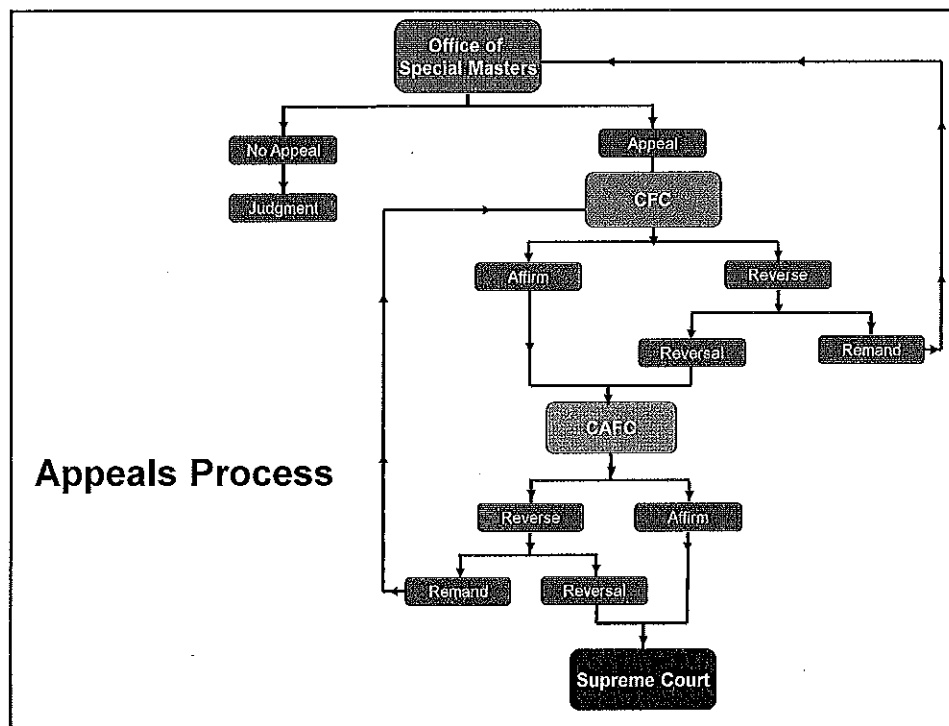 Office of
Special Masters
No Appeal
Appeal
Judgment
CFC
Affirm
Reverse
Reversal
Remand
CAFC
Appeals Process
Reverse
Affirm
Remand
Reversal
Supreme Court